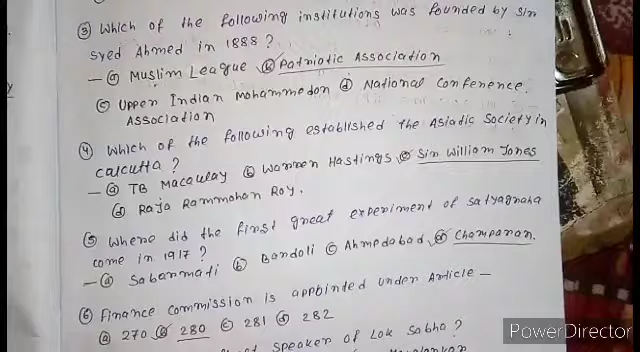 ③ Which of the following institutions was founded by Sir
Syed Ahmed in 1888 ?
— ⓐ Muslim League ⓑ Patriotic Association
ⓒ Upper Indian Mohammedon ⓓ National Conference.
Association
④ Which of the following established the Asiadic Society in
calcutta ?
— ⓐ TB Macaulay ⓑ Warren Hastings ⓒ Sir William Jones
ⓓ Raja Rammohan Roy.
⑤ Where did the first great experiment of satyagraha
come in 1917 ?
— ⓐ Sabarmati ⓑ Bardoli ⓒ Ahmedabad ⓓ Champaran.
⑥ Finance commission is appointed under Article —
ⓐ 270 ⓑ 280 ⓒ 281 ⓓ 282
speaker of Lok Sabha ?
PowerDirector